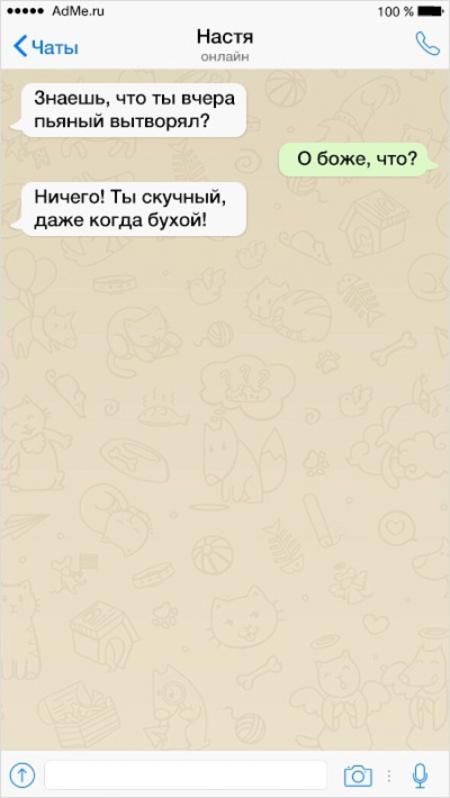 AdMe.ru
100 %
Чаты
Настя
онлайн
Знаешь, что ты вчера
пьяный вытворял?
О боже, что?
Ничего! Ты скучный,
даже когда бухой!